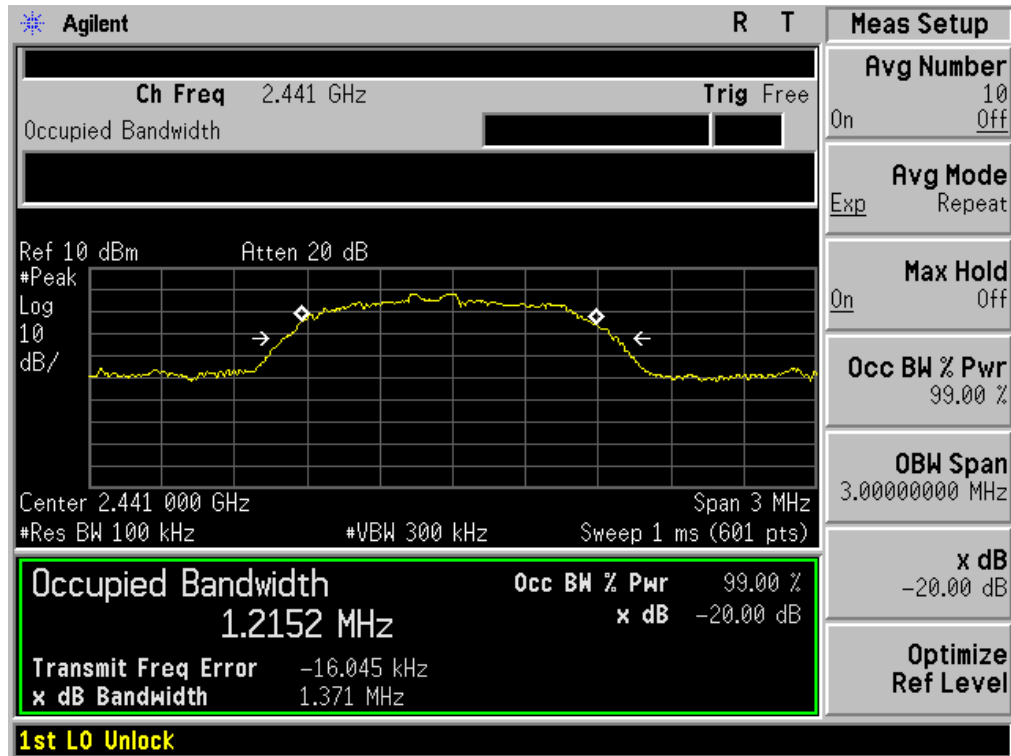 Agilent R T
Ch Freq 2.441 GHz Trig Free
Occupied Bandwidth
Ref 10 dBm Atten 20 dB
#Peak
Log
10
dB/
Center 2.441 000 GHz Span 3 MHz
#Res BW 100 kHz #VBW 300 kHz Sweep 1 ms (601 pts)
Occupied Bandwidth Occ BW % Pwr 99.00 %
1.2152 MHz x dB -20.00 dB
Transmit Freq Error -16.045 kHz
x dB Bandwidth 1.371 MHz
1st LO Unlock
Meas Setup
Avg Number
10
On Off
Avg Mode
Exp Repeat
Max Hold
On Off
Occ BW % Pwr
99.00 %
OBW Span
3.00000000 MHz
x dB
-20.00 dB
Optimize
Ref Level